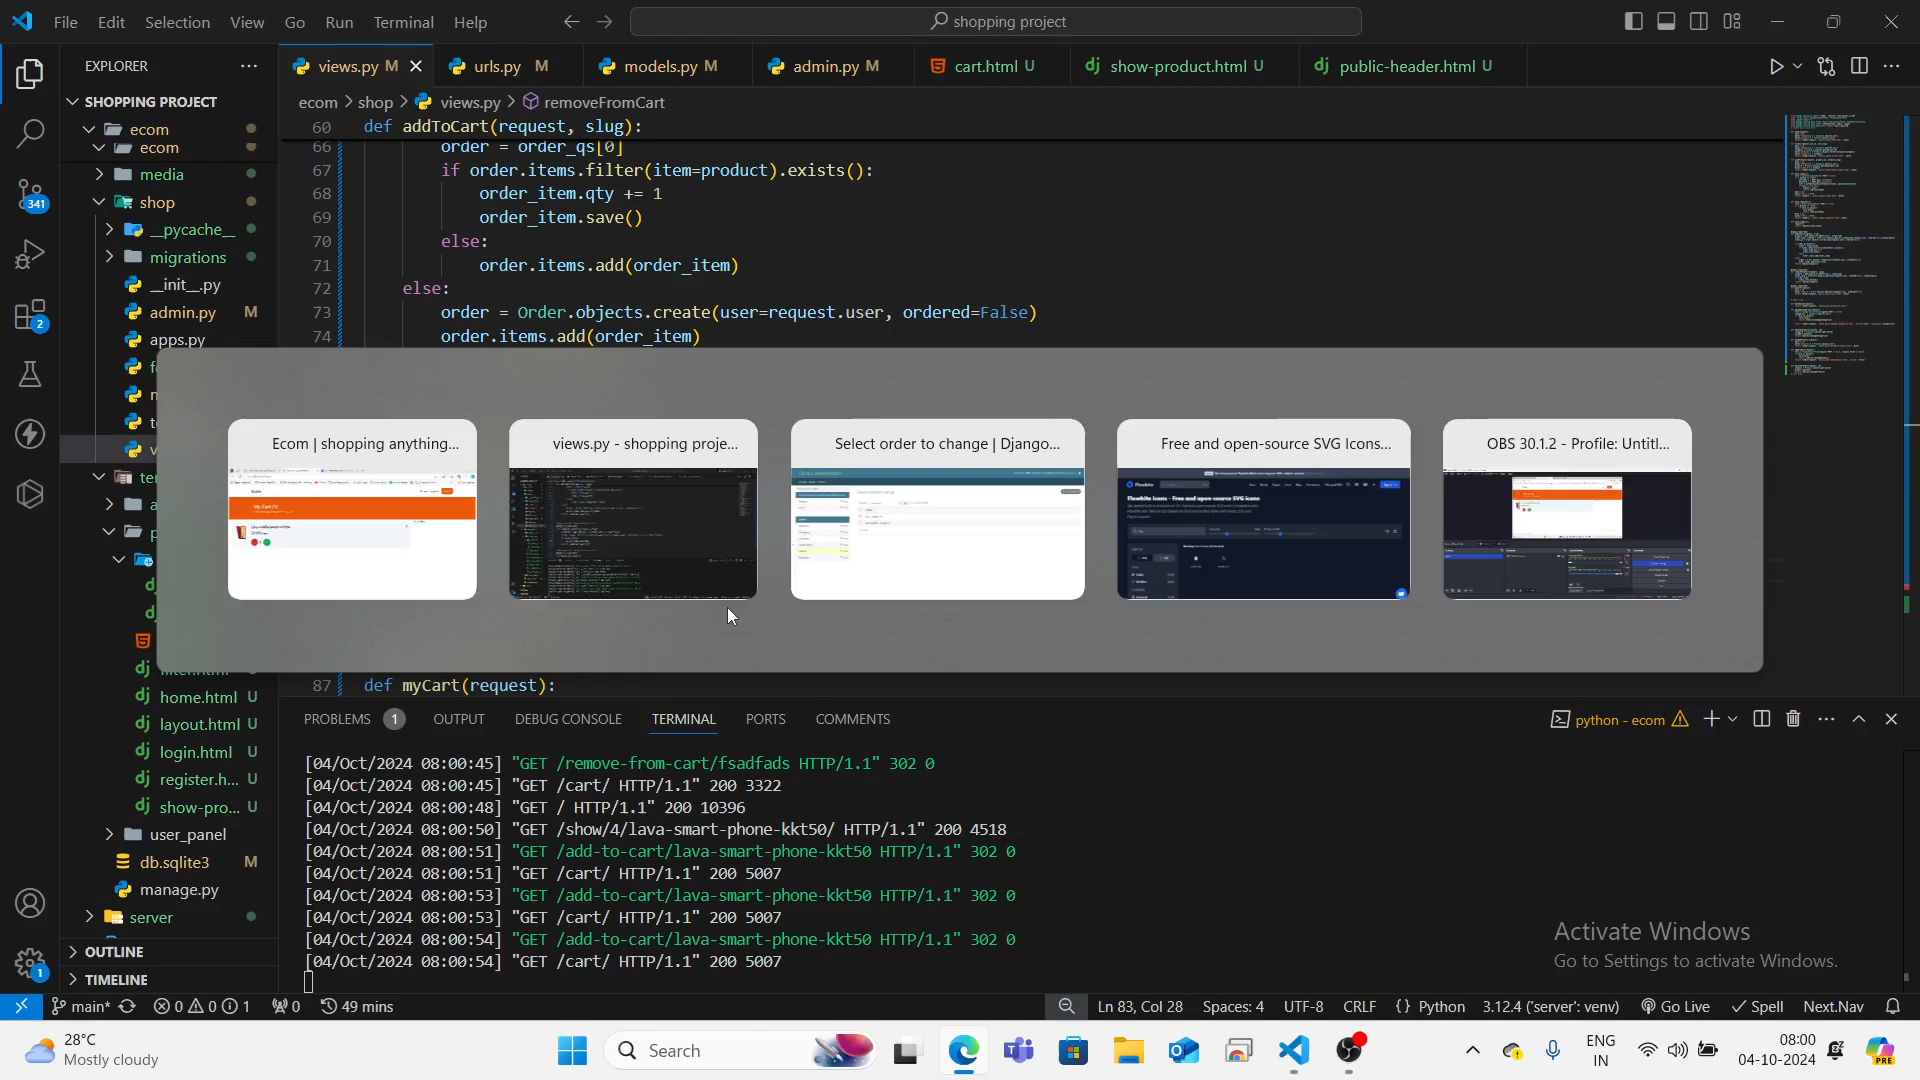 File Edit Selection View Go Run Terminal Help
shopping project
EXPLORER
SHOPPING PROJECT
ecom
ecom
media
shop
__pycache__
migrations
__init__.py
admin.py M
apps.py
home.html U
layout.html U
login.html U
register.h... U
show-pro... U
user_panel
db.sqlite3 M
manage.py
server
OUTLINE
TIMELINE
341
2
1
views.py M
urls.py M
models.py M
admin.py M
cart.html U
show-product.html U
public-header.html U
ecom > shop > views.py > removeFromCart
60 def addToCart(request, slug):
66 order = order_qs[0]
67 if order.items.filter(item=product).exists():
68 order_item.qty += 1
69 order_item.save()
70 else:
71 order.items.add(order_item)
72 else:
73 order = Order.objects.create(user=request.user, ordered=False)
74 order.items.add(order_item)
Ecom | shopping anything...
views.py - shopping proje...
Select order to change | Django...
Free and open-source SVG Icons...
OBS 30.1.2 - Profile: Untitl...
87 def myCart(request):
PROBLEMS 1 OUTPUT DEBUG CONSOLE TERMINAL PORTS COMMENTS
python - ecom
[04/Oct/2024 08:00:45] "GET /remove-from-cart/fsadfads HTTP/1.1" 302 0
[04/Oct/2024 08:00:45] "GET /cart/ HTTP/1.1" 200 3322
[04/Oct/2024 08:00:48] "GET / HTTP/1.1" 200 10396
[04/Oct/2024 08:00:50] "GET /show/4/lava-smart-phone-kkt50/ HTTP/1.1" 200 4518
[04/Oct/2024 08:00:51] "GET /add-to-cart/lava-smart-phone-kkt50 HTTP/1.1" 302 0
[04/Oct/2024 08:00:51] "GET /cart/ HTTP/1.1" 200 5007
[04/Oct/2024 08:00:53] "GET /add-to-cart/lava-smart-phone-kkt50 HTTP/1.1" 302 0
[04/Oct/2024 08:00:53] "GET /cart/ HTTP/1.1" 200 5007
[04/Oct/2024 08:00:54] "GET /add-to-cart/lava-smart-phone-kkt50 HTTP/1.1" 302 0
[04/Oct/2024 08:00:54] "GET /cart/ HTTP/1.1" 200 5007
Activate Windows
Go to Settings to activate Windows.
main* 0 0 1 0 49 mins
Ln 83, Col 28 Spaces: 4 UTF-8 CRLF {} Python 3.12.4 ('server': venv) Go Live Spell Next.Nav
28°C
Mostly cloudy
Search
ENG
IN
08:00
04-10-2024
PRE